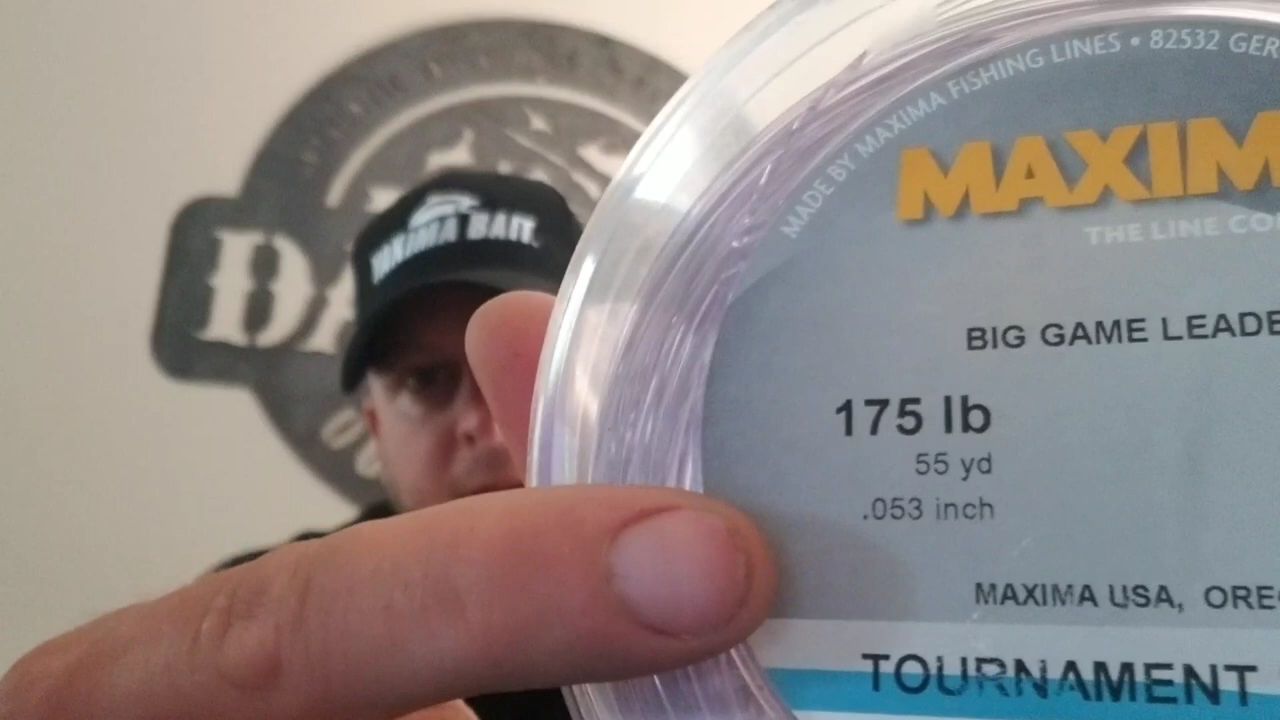 MADE BY MAXIMA FISHING LINES • 82532 GER
MAXIM
THE LINE CO
YAKIMA BAIT.
BIG GAME LEADE
175 lb
55 yd
.053 inch
MAXIMA USA, ORE
TOURNAMENT